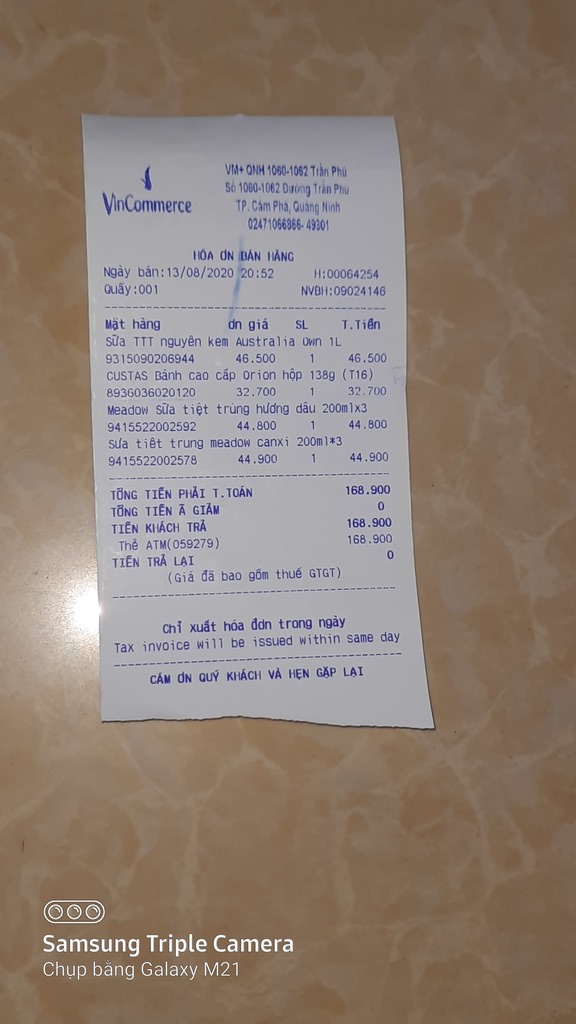 VinCommerce
VM+ QNH 1060-1062 Trần Phú
Số 1060-1062 Đường Trần Phú
TP. Cẩm Phả, Quảng Ninh
02471066866- 49301
HÓA ƠN BÁN HÀNG
Ngày bán:13/08/2020 20:52 H:00064254
Quầy:001 NVBH:09024146
Mặt hàng ơn giá SL T.Tiền
Sữa TTT nguyên kem Australia Own 1L
9315090206944 46.500 1 46.500
CUSTAS Bánh cao cấp Orion hộp 138g (T16)
8936036020120 32.700 1 32.700
Meadow Sữa tiệt trùng hương dâu 200mlx3
9415522002592 44.800 1 44.800
Sưa tiêt trung meadow canxi 200ml*3
9415522002578 44.900 1 44.900
TỔNG TIỀN PHẢI T.TOÁN 168.900
TỔNG TIỀN Ã GIẢM 0
TIỀN KHÁCH TRẢ 168.900
Thẻ ATM(059279) 168.900
TIỀN TRẢ LẠI 0
(Giá đã bao gồm thuế GTGT)
Chỉ xuất hóa đơn trong ngày
Tax invoice will be issued within same day
CẢM ƠN QUÝ KHÁCH VÀ HẸN GẶP LẠI
Samsung Triple Camera
Chụp bằng Galaxy M21